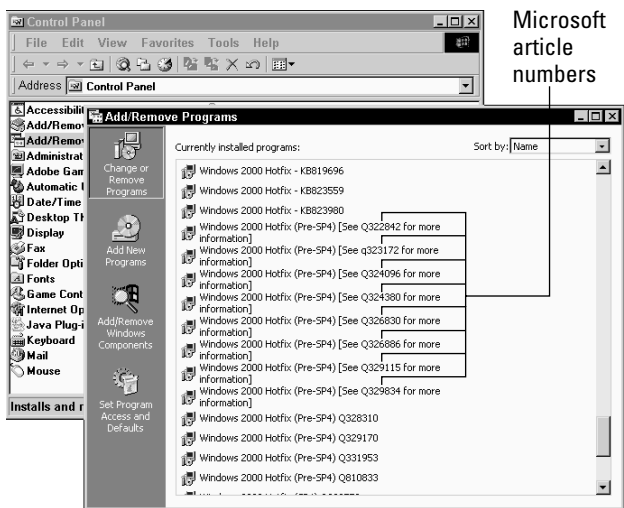 Control Panel
File Edit View Favorites Tools Help
Address Control Panel
Microsoft
article
numbers
Accessibilit
Add/Remo
Add/Remo
Administrat
Adobe Gam
Automatic
Date/Time
Desktop Th
Display
Fax
Folder Opti
Fonts
Game Cont
Internet Op
Java Plug-i
Keyboard
Mail
Mouse
Installs and r
Add/Remove Programs
Change or
Remove
Programs
Add New
Programs
Add/Remove
Windows
Components
Set Program
Access and
Defaults
Currently installed programs:
Sort by: Name
Windows 2000 Hotfix - KB819696
Windows 2000 Hotfix - KB823559
Windows 2000 Hotfix - KB823980
Windows 2000 Hotfix (Pre-SP4) [See Q322842 for more
information]
Windows 2000 Hotfix (Pre-SP4) [See q323172 for more
information]
Windows 2000 Hotfix (Pre-SP4) [See Q324096 for more
information]
Windows 2000 Hotfix (Pre-SP4) [See Q324380 for more
information]
Windows 2000 Hotfix (Pre-SP4) [See Q326830 for more
information]
Windows 2000 Hotfix (Pre-SP4) [See Q326886 for more
information]
Windows 2000 Hotfix (Pre-SP4) [See Q329115 for more
information]
Windows 2000 Hotfix (Pre-SP4) [See Q329834 for more
information]
Windows 2000 Hotfix (Pre-SP4) Q328310
Windows 2000 Hotfix (Pre-SP4) Q329170
Windows 2000 Hotfix (Pre-SP4) Q331953
Windows 2000 Hotfix (Pre-SP4) Q810833